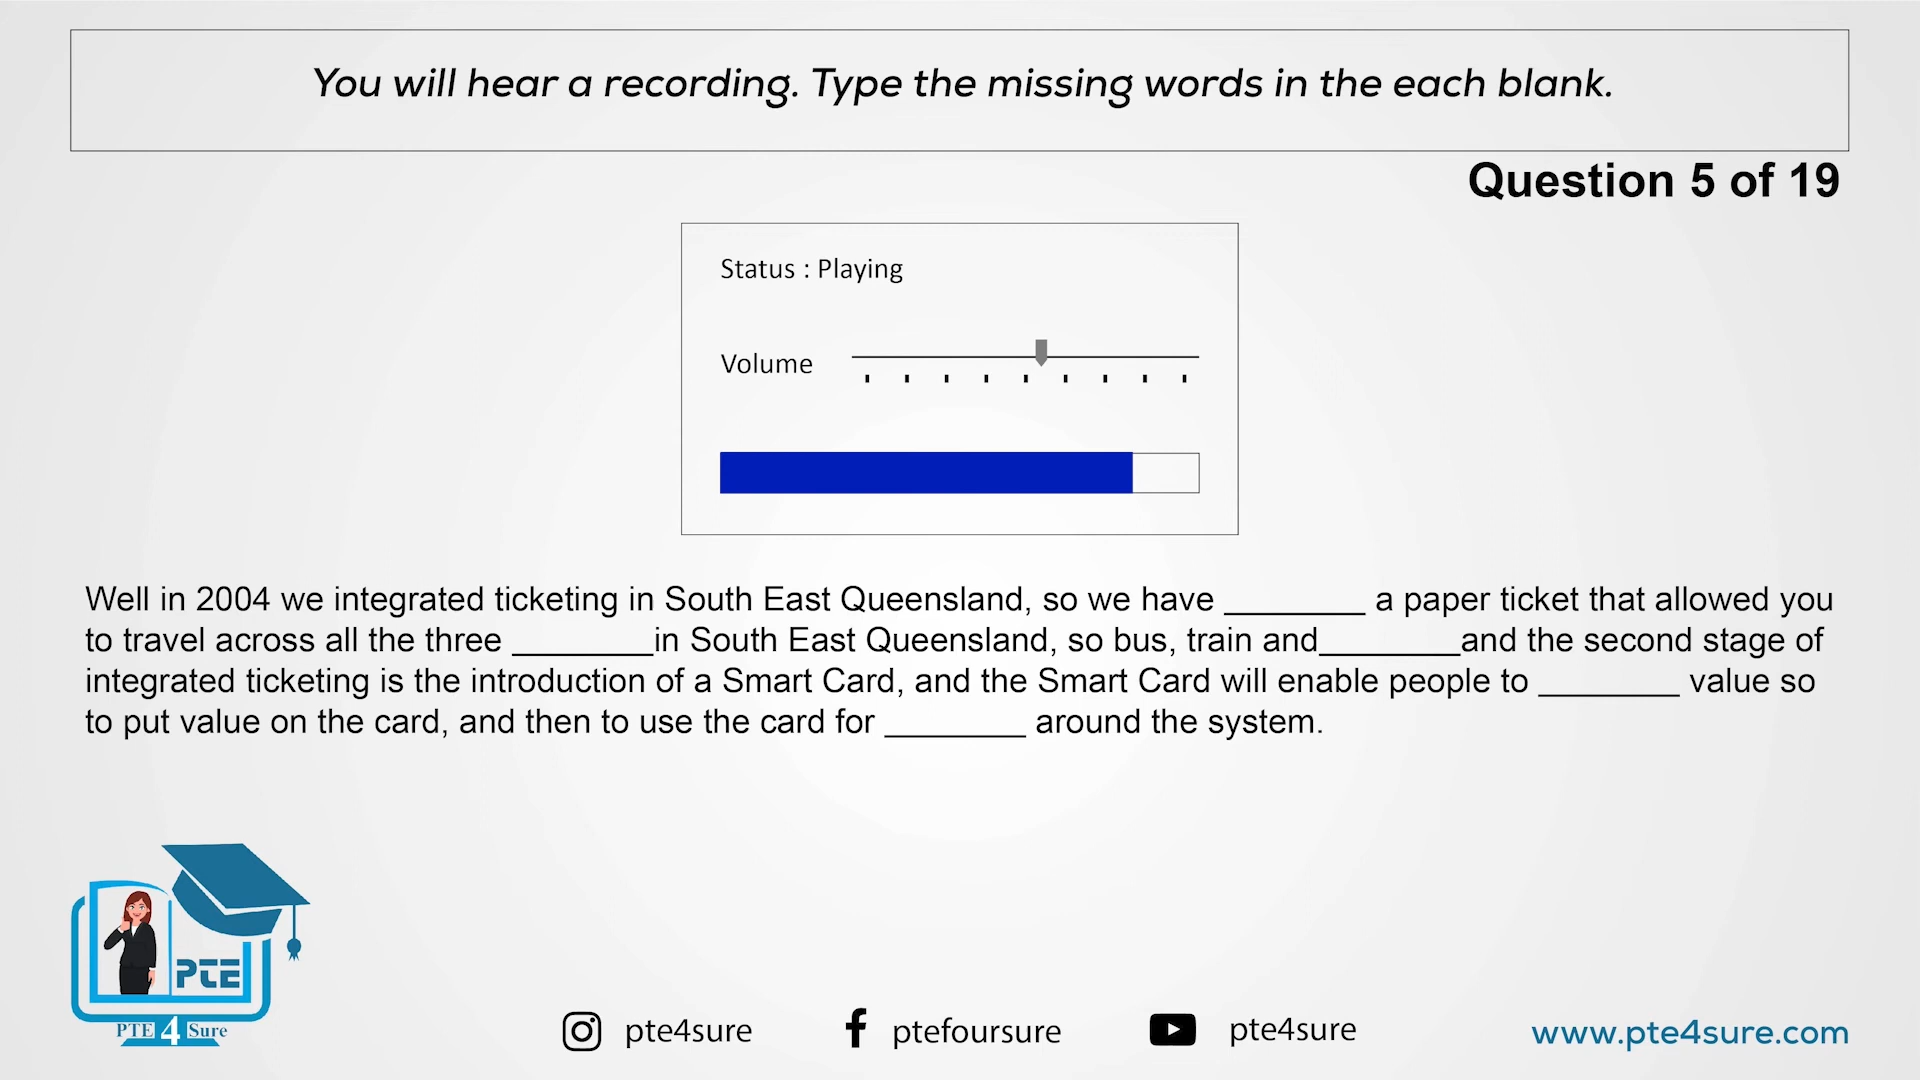 You will hear a recording. Type the missing words in the each blank.
Question 5 of 19
Status : Playing
Volume
Well in 2004 we integrated ticketing in South East Queensland, so we have ________ a paper ticket that allowed you
to travel across all the three ________in South East Queensland, so bus, train and________and the second stage of
integrated ticketing is the introduction of a Smart Card, and the Smart Card will enable people to ________ value so
to put value on the card, and then to use the card for ________ around the system.
PTE
PTE 4 Sure
pte4sure
ptefoursure
pte4sure
www.pte4sure.com